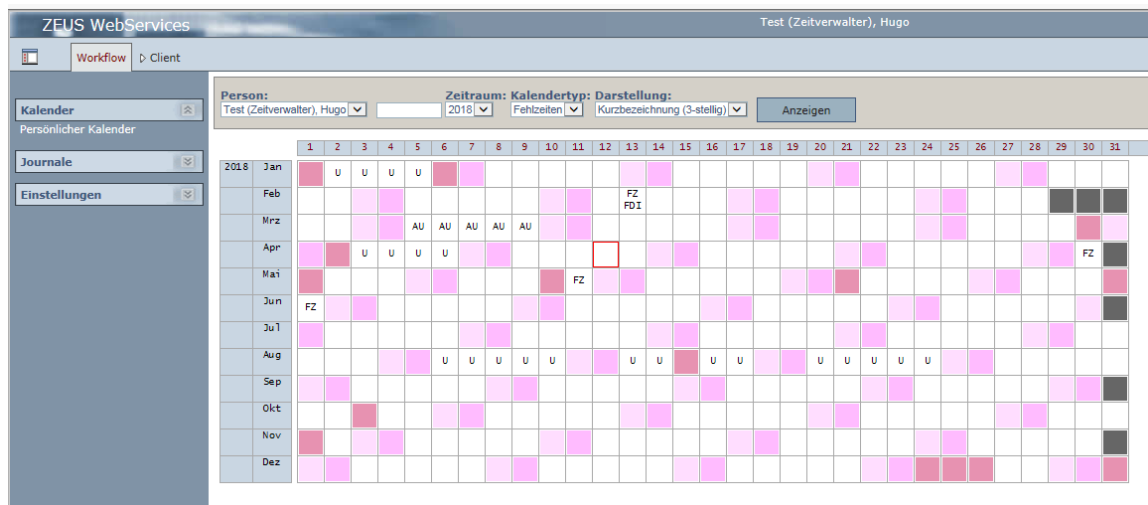 ZEUS WebServices
Test (Zeitverwalter), Hugo
Workflow Client
Kalender
Persönlicher Kalender
Journale
Einstellungen
Person: Zeitraum: Kalendertyp: Darstellung:
Test (Zeitverwalter), Hugo 2018 Fehlzeiten Kurzbezeichnung (3-stellig) Anzeigen
1 2 3 4 5 6 7 8 9 10 11 12 13 14 15 16 17 18 19 20 21 22 23 24 25 26 27 28 29 30 31
2018 Jan U U U U
Feb FZ
FDI
Mrz AU AU AU AU AU
Apr U U U U FZ
Mai FZ
Jun FZ
Jul
Aug U U U U U U U U U U U U U U
Sep
Okt
Nov
Dez